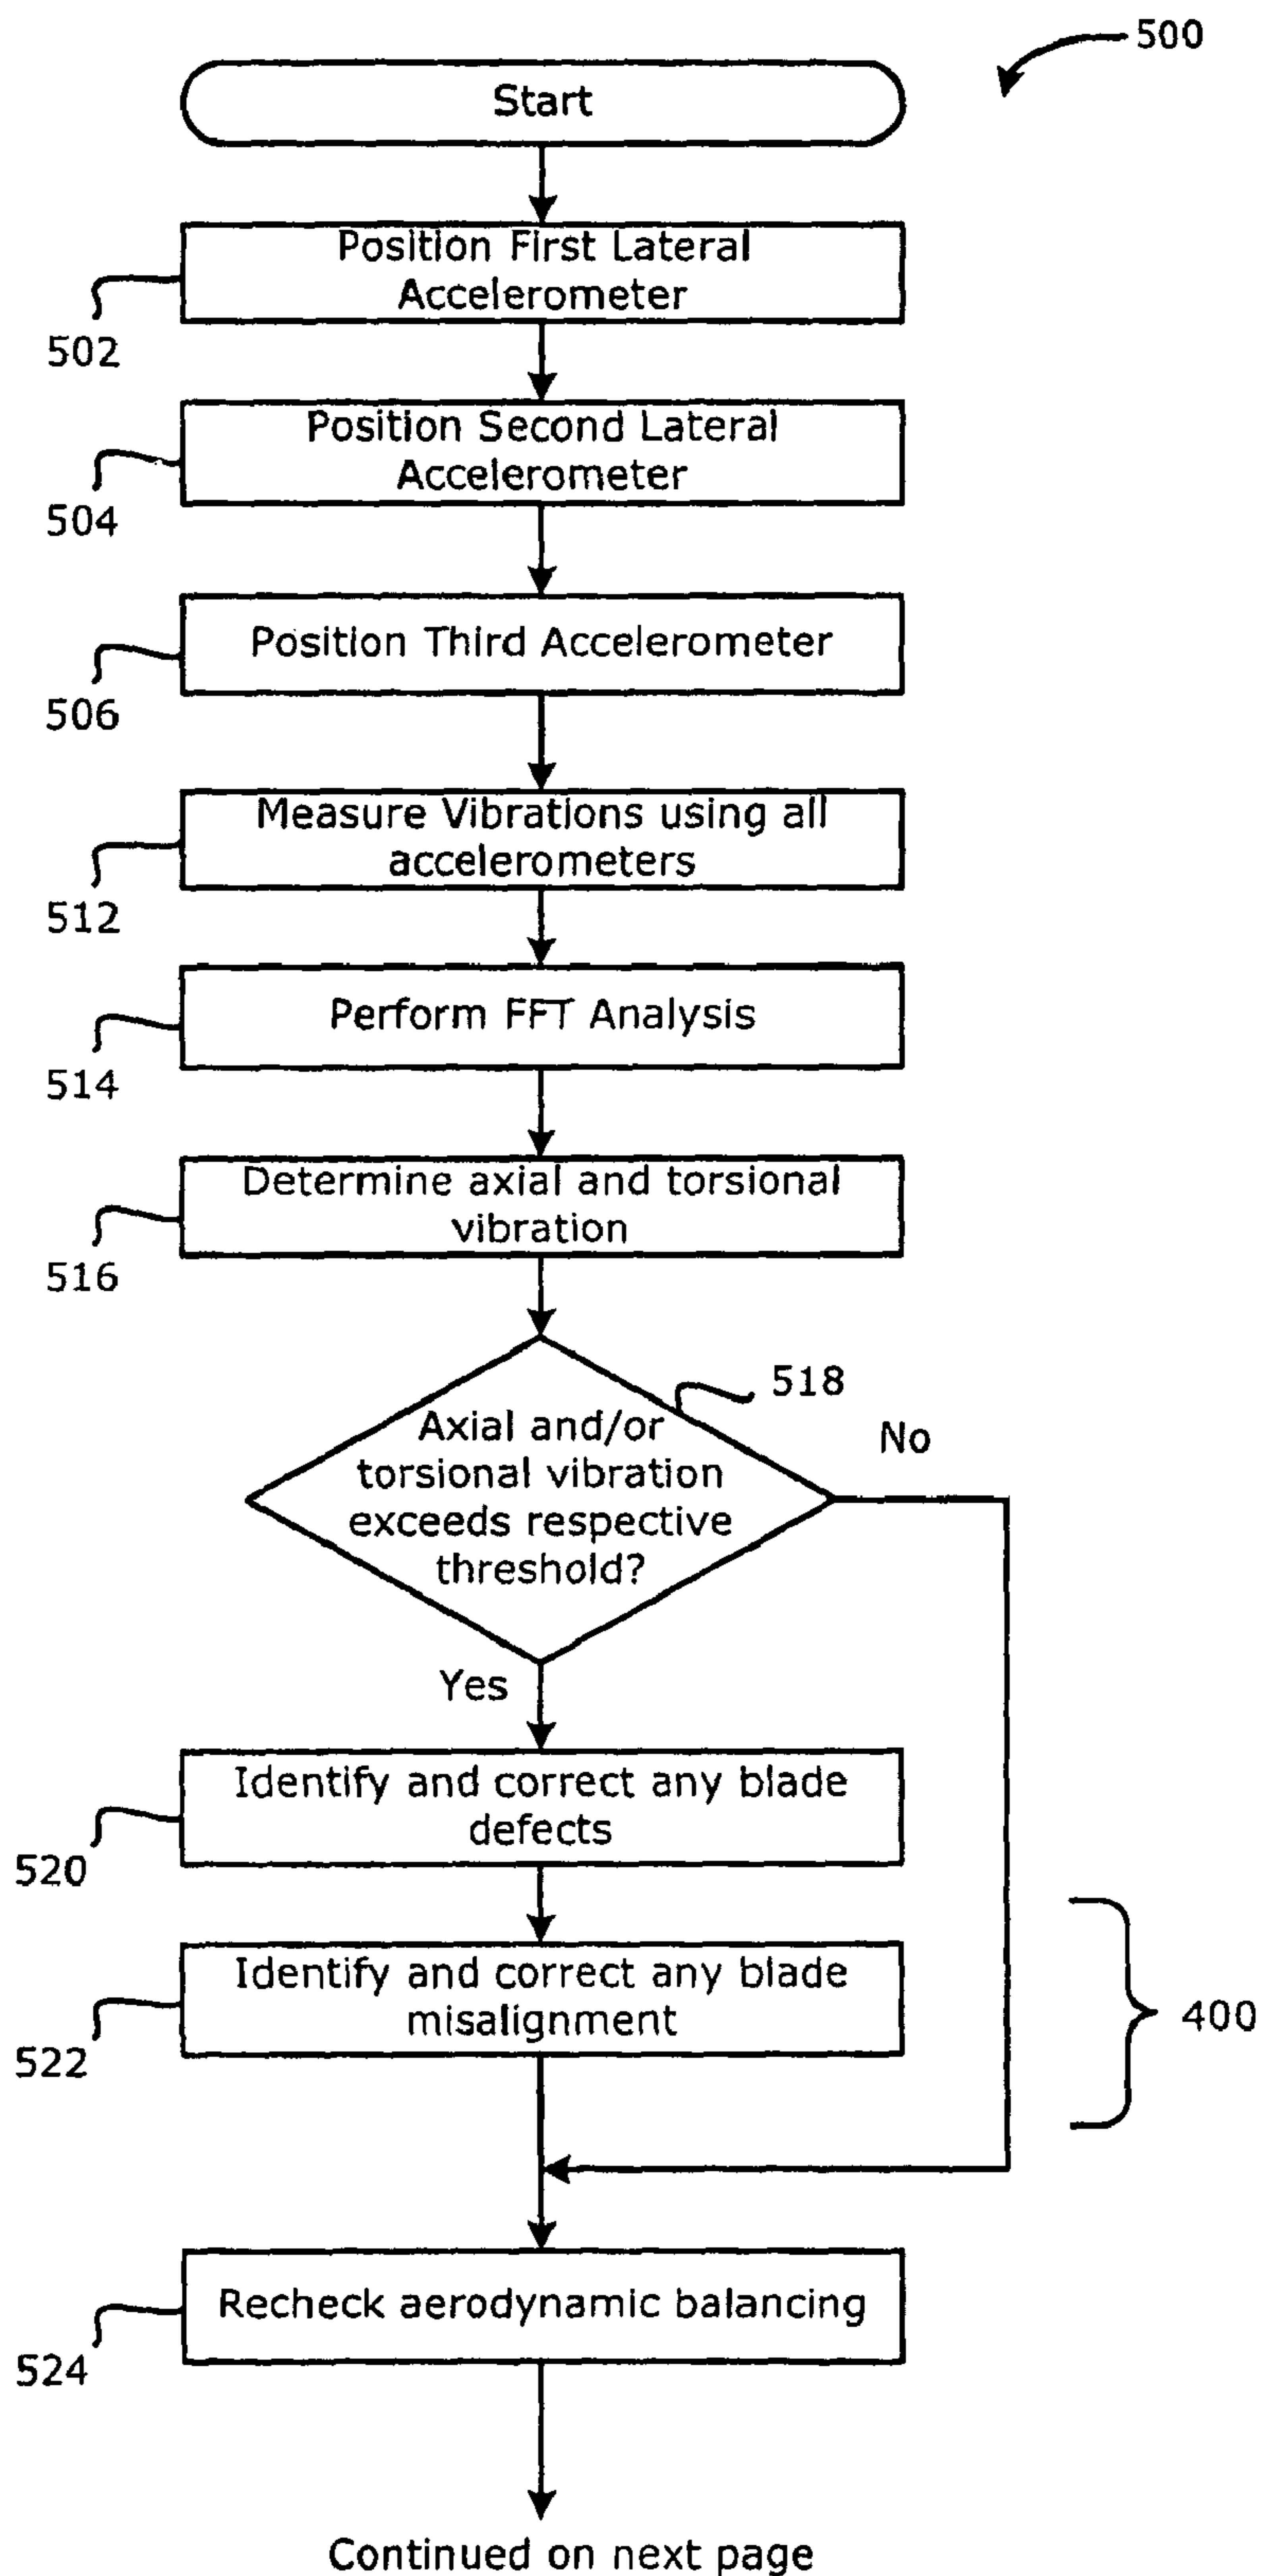 500
Start
Position First Lateral
Accelerometer
502
Position Second Lateral
Accelerometer
504
Position Third Accelerometer
506
Measure Vibrations using all
accelerometers
512
Perform FFT Analysis
514
Determine axial and torsional
vibration
516
518
Axial and/or
torsional vibration
exceeds respective
threshold?
No
Yes
Identify and correct any blade
defects
520
Identify and correct any blade
misalignment
522
400
Recheck aerodynamic balancing
524
Continued on next page